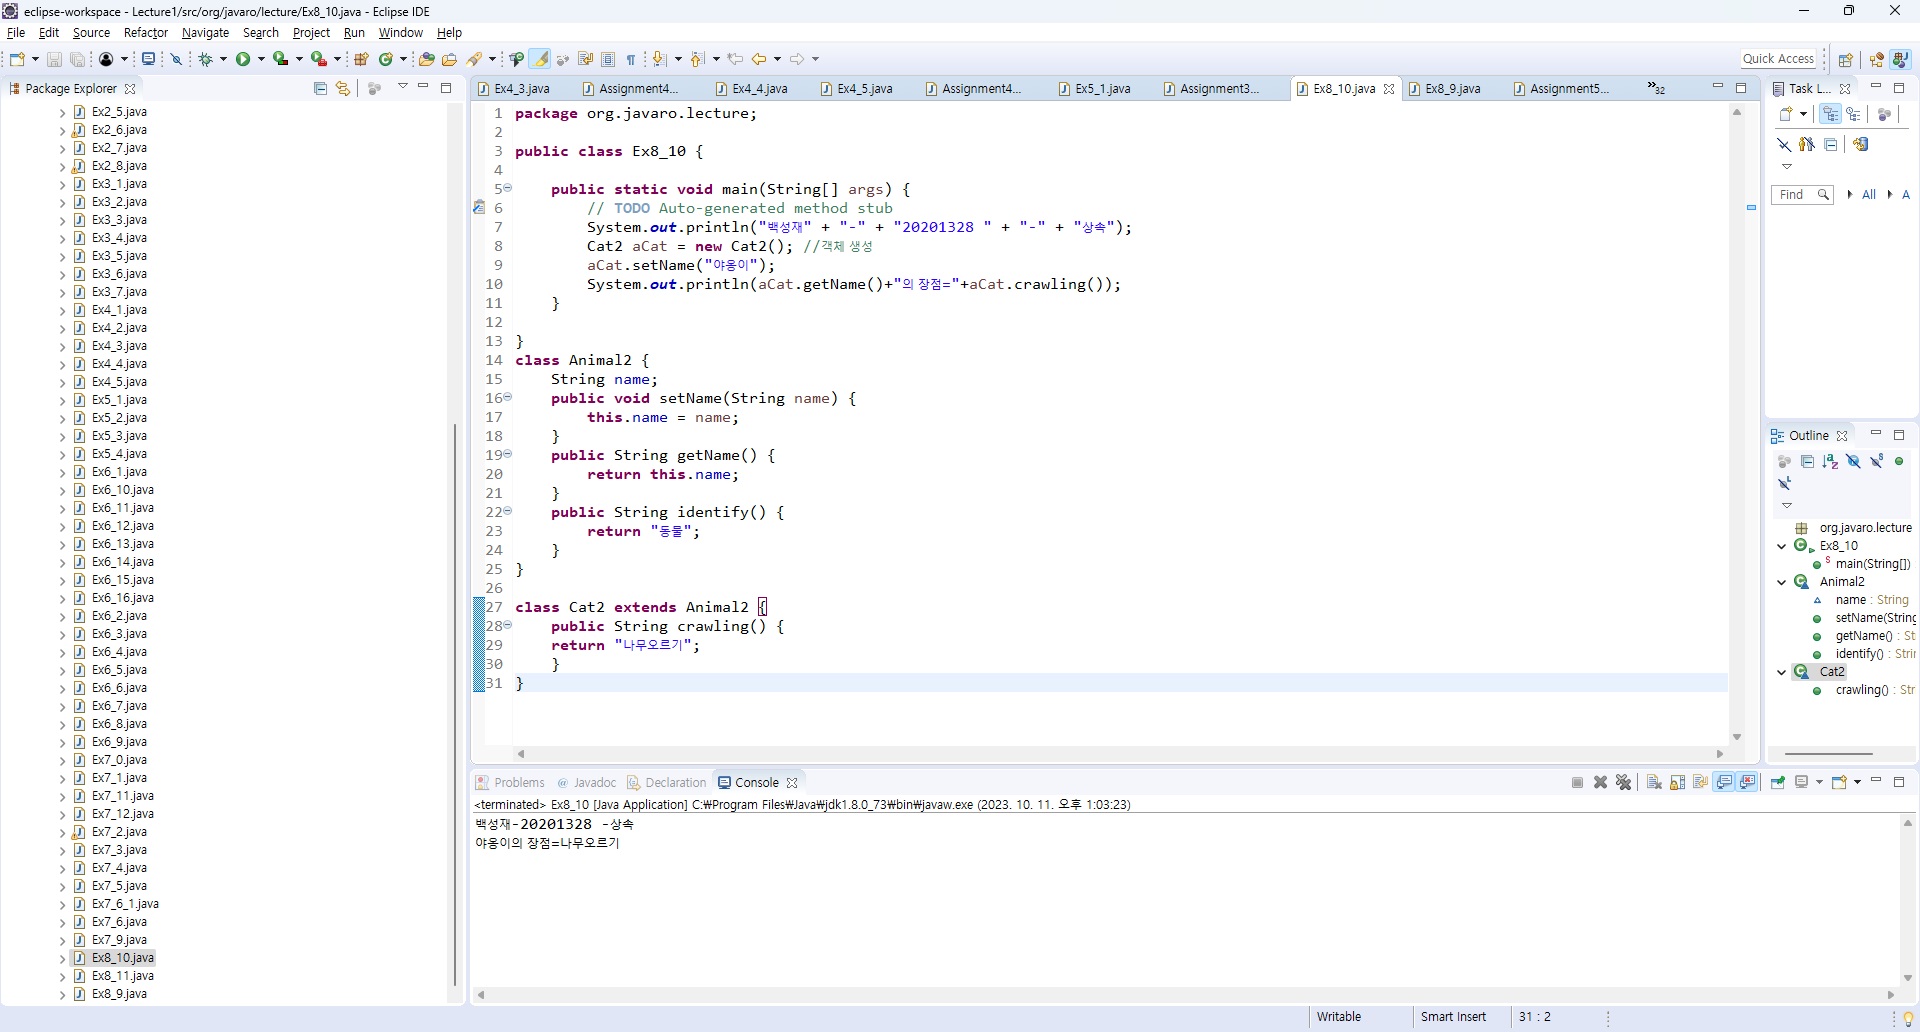 eclipse-workspace - Lecture1/src/org/javaro/lecture/Ex8_10.java - Eclipse IDE
File Edit Source Refactor Navigate Search Project Run Window Help
Quick Access
Package Explorer
Ex2_5.java
Ex2_6.java
Ex2_7.java
Ex2_8.java
Ex3_1.java
Ex3_2.java
Ex3_3.java
Ex3_4.java
Ex3_5.java
Ex3_6.java
Ex3_7.java
Ex4_1.java
Ex4_2.java
Ex4_3.java
Ex4_4.java
Ex4_5.java
Ex5_1.java
Ex5_2.java
Ex5_3.java
Ex5_4.java
Ex6_1.java
Ex6_10.java
Ex6_11.java
Ex6_12.java
Ex6_13.java
Ex6_14.java
Ex6_15.java
Ex6_16.java
Ex6_2.java
Ex6_3.java
Ex6_4.java
Ex6_5.java
Ex6_6.java
Ex6_7.java
Ex6_8.java
Ex6_9.java
Ex7_0.java
Ex7_1.java
Ex7_11.java
Ex7_12.java
Ex7_2.java
Ex7_3.java
Ex7_4.java
Ex7_5.java
Ex7_6_1.java
Ex7_6.java
Ex7_9.java
Ex8_10.java
Ex8_11.java
Ex8_9.java
Ex4_3.java Assignment4... Ex4_4.java Ex4_5.java Assignment4... Ex5_1.java Assignment3... Ex8_10.java Ex8_9.java Assignment5... »32
1 package org.javaro.lecture;
2
3 public class Ex8_10 {
4
5 public static void main(String[] args) {
6 // TODO Auto-generated method stub
7 System.out.println("백성재" + "-" + "20201328 " + "-" + "상속");
8 Cat2 aCat = new Cat2(); //객체 생성
9 aCat.setName("야옹이");
10 System.out.println(aCat.getName()+"의 장점="+aCat.crawling());
11 }
12
13 }
14 class Animal2 {
15 String name;
16 public void setName(String name) {
17 this.name = name;
18 }
19 public String getName() {
20 return this.name;
21 }
22 public String identify() {
23 return "동물";
24 }
25 }
26
27 class Cat2 extends Animal2 {
28 public String crawling() {
29 return "나무오르기";
30 }
31 }
Problems Javadoc Declaration Console
<terminated> Ex8_10 [Java Application] C:₩Program Files₩Java₩jdk1.8.0_73₩bin₩javaw.exe (2023. 10. 11. 오후 1:03:23)
백성재-20201328 -상속
야옹이의 장점=나무오르기
Task L...
Find All A
Outline
org.javaro.lecture
Ex8_10
main(String[])
Animal2
name : String
setName(String
getName() : St
identify() : Strin
Cat2
crawling() : Str
Writable Smart Insert 31 : 2